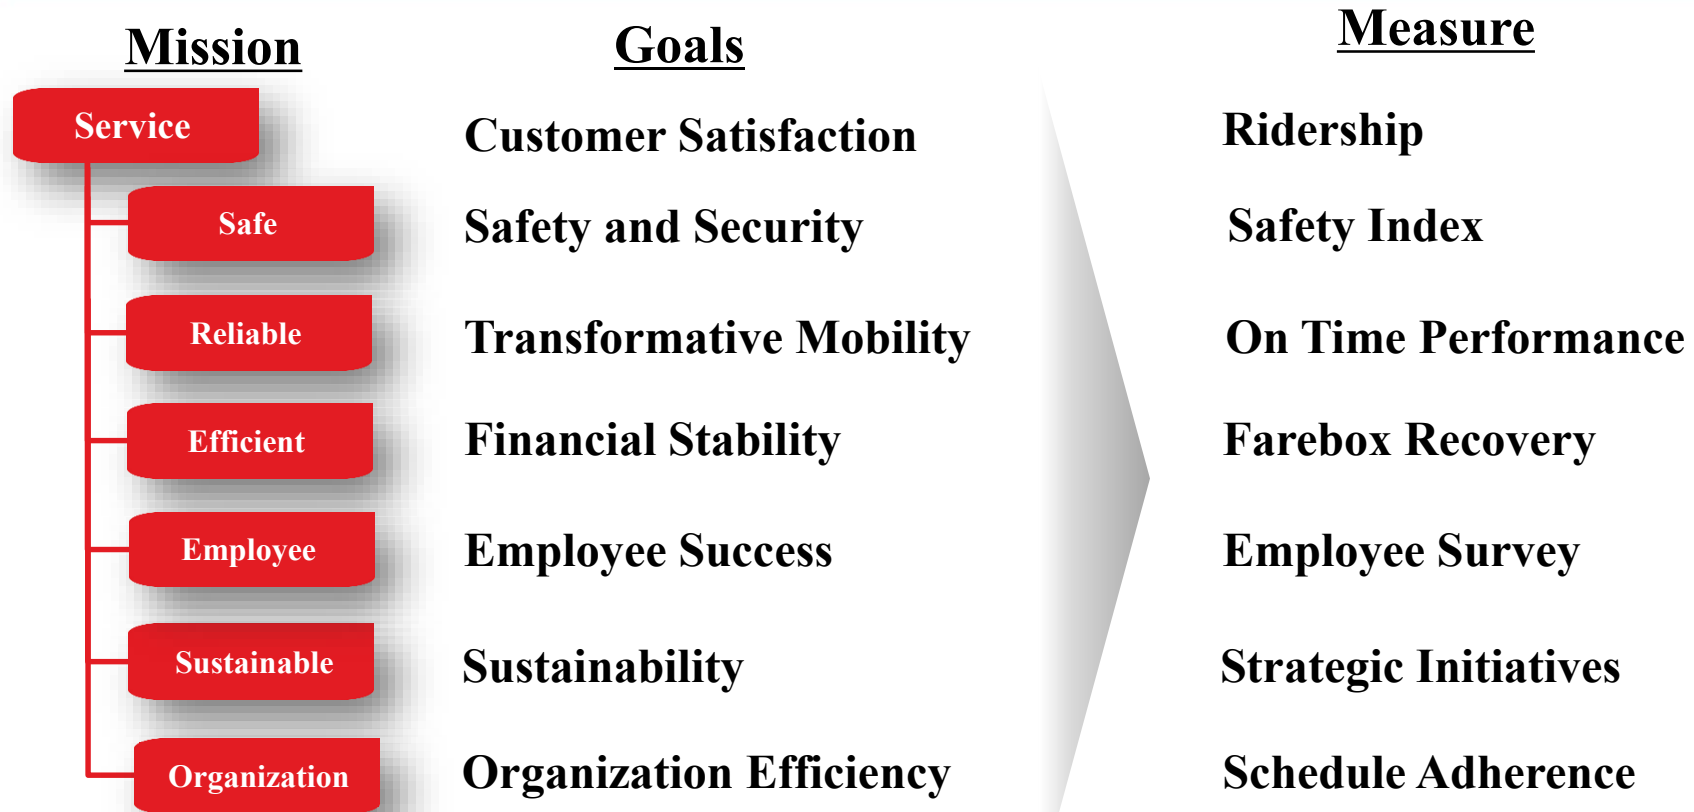 Mission
Goals
Measure
Service
Customer Satisfaction
Ridership
Safe
Safety and Security
Safety Index
Reliable
Transformative Mobility
On Time Performance
Efficient
Financial Stability
Farebox Recovery
Employee
Employee Success
Employee Survey
Sustainable
Sustainability
Strategic Initiatives
Organization
Organization Efficiency
Schedule Adherence